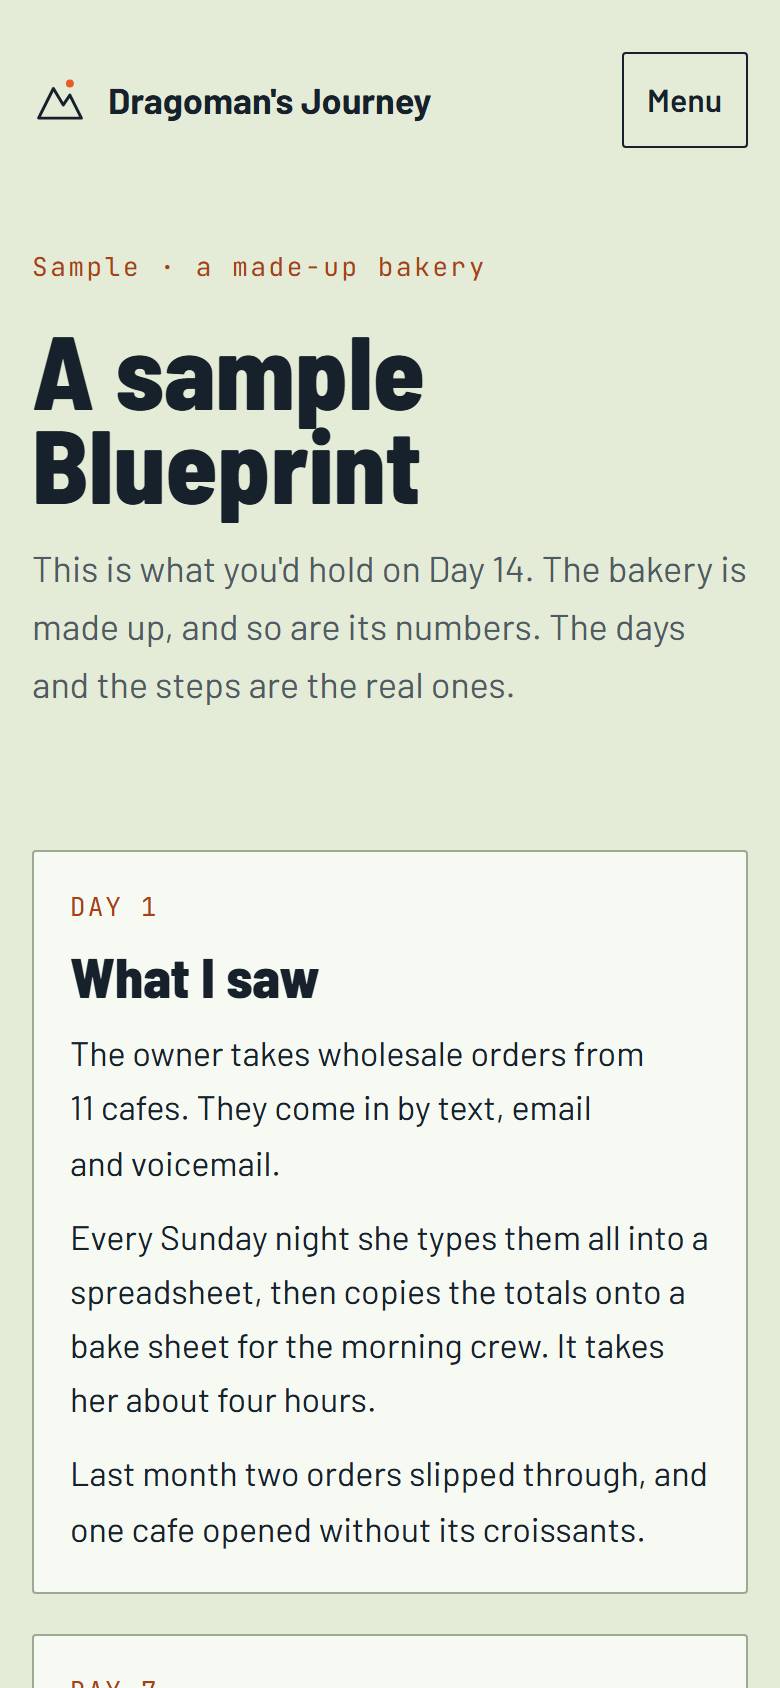 Dragoman's Journey
Menu
Sample · a made-up bakery
A sample
Blueprint
This is what you'd hold on Day 14. The bakery is
made up, and so are its numbers. The days
and the steps are the real ones.
DAY 1
What I saw
The owner takes wholesale orders from
11 cafes. They come in by text, email
and voicemail.
Every Sunday night she types them all into a
spreadsheet, then copies the totals onto a
bake sheet for the morning crew. It takes
her about four hours.
Last month two orders slipped through, and
one cafe opened without its croissants.
DAY 7